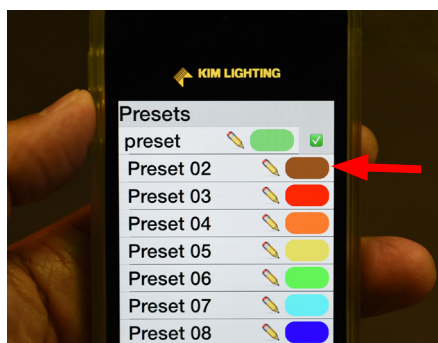 KIM LIGHTING
Presets
preset
Preset 02
Preset 03
Preset 04
Preset 05
Preset 06
Preset 07
Preset 08